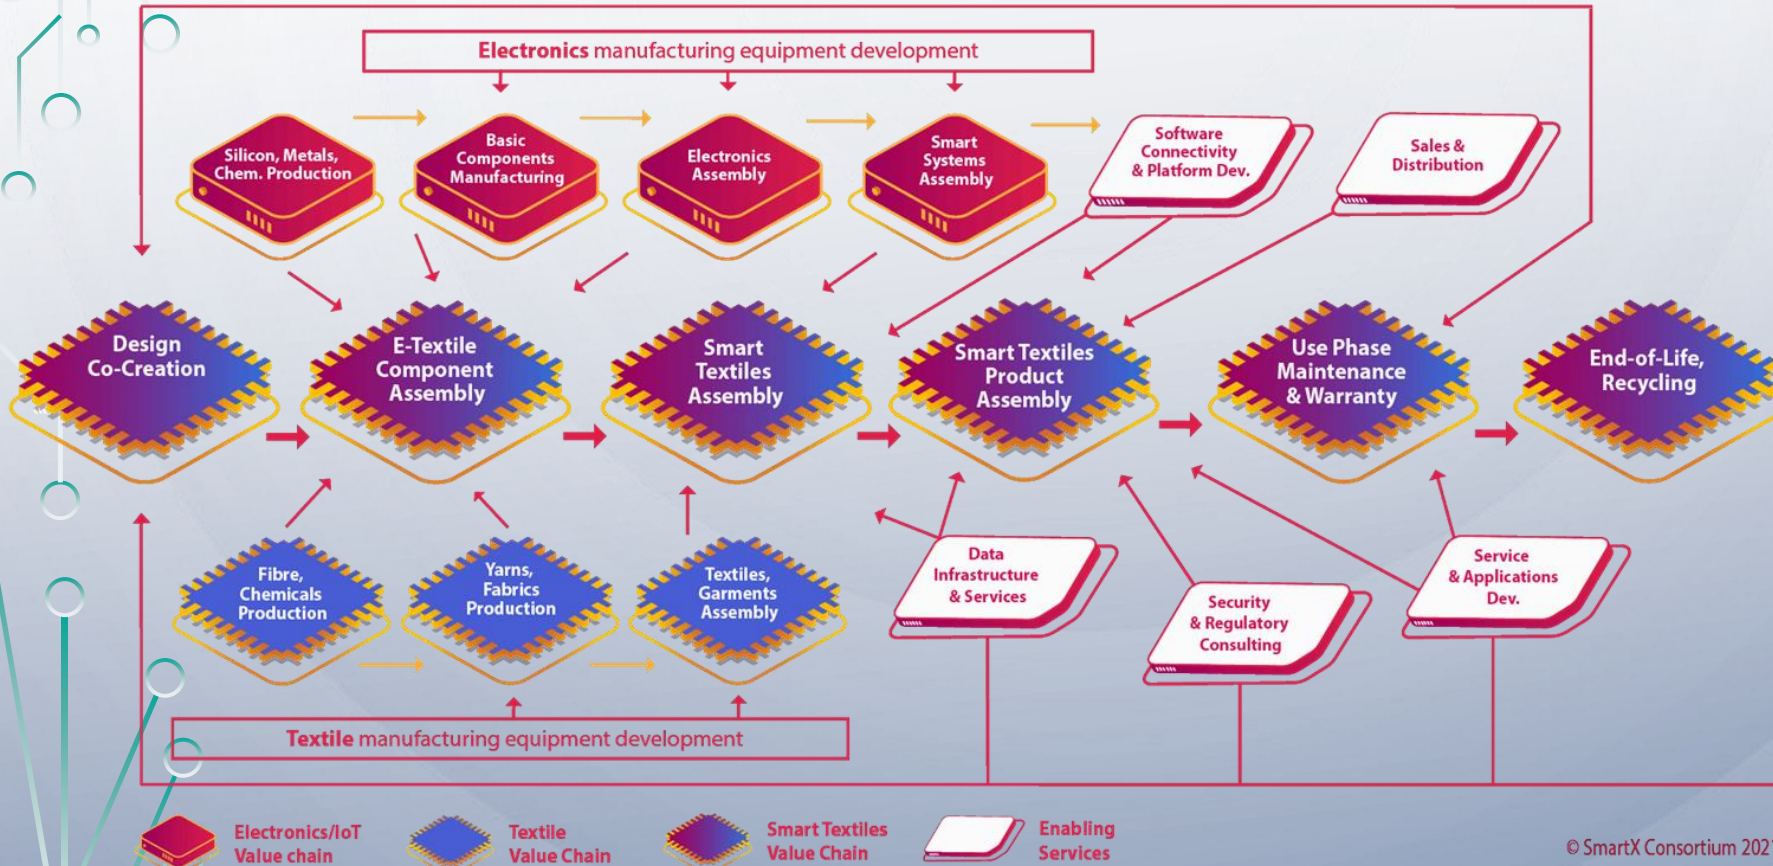 Electronics manufacturing equipment development
Silicon, Metals,
Chem. Production
Basic
Components
Manufacturing
Electronics
Assembly
Smart
Systems
Assembly
Software
Connectivity
& Platform Dev.
Sales &
Distribution
Design
Co-Creation
E-Textile
Component
Assembly
Smart
Textiles
Assembly
Smart Textiles
Product
Assembly
Use Phase
Maintenance
& Warranty
End-of-Life,
Recycling
Fibre,
Chemicals
Production
Yarns,
Fabrics
Production
Textiles,
Garments
Assembly
Data
Infrastructure
& Services
Security
& Regulatory
Consulting
Service
& Applications
Dev.
Textile manufacturing equipment development
Electronics/IoT
Value chain
Textile
Value Chain
Smart Textiles
Value Chain
Enabling
Services
© SmartX Consortium 2021